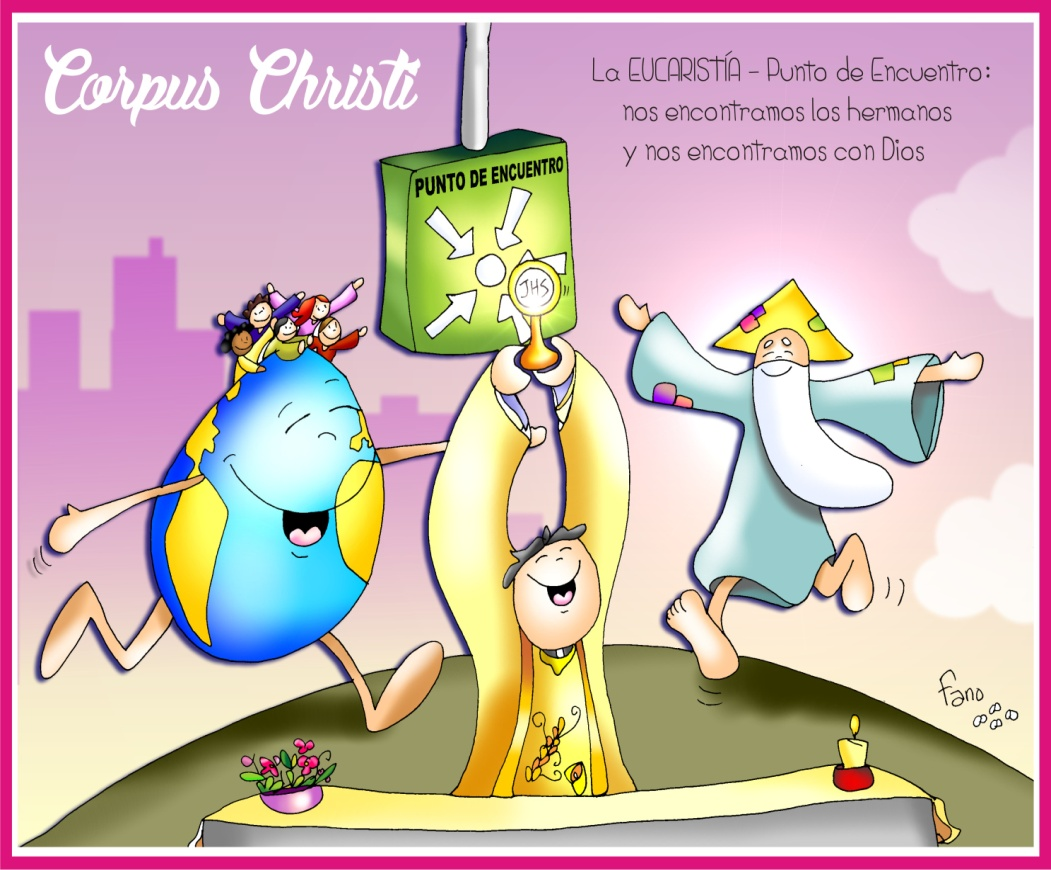 Corpus Christi
La EUCARISTÍA - Punto de Encuentro:
nos encontramos los hermanos
y nos encontramos con Dios
PUNTO DE ENCUENTRO
JHS
fano